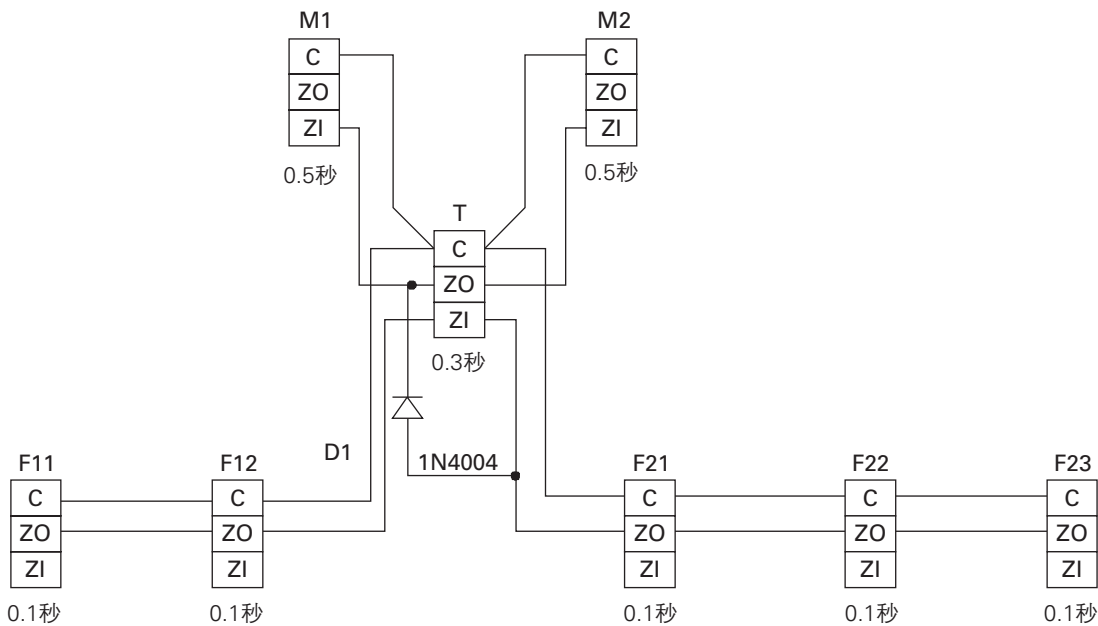 M1
C
ZO
ZI
0.5秒
M2
C
ZO
ZI
0.5秒
T
C
ZO
ZI
0.3秒
D1
1N4004
F11
C
ZO
ZI
0.1秒
F12
C
ZO
ZI
0.1秒
F21
C
ZO
ZI
0.1秒
F22
C
ZO
ZI
0.1秒
F23
C
ZO
ZI
0.1秒